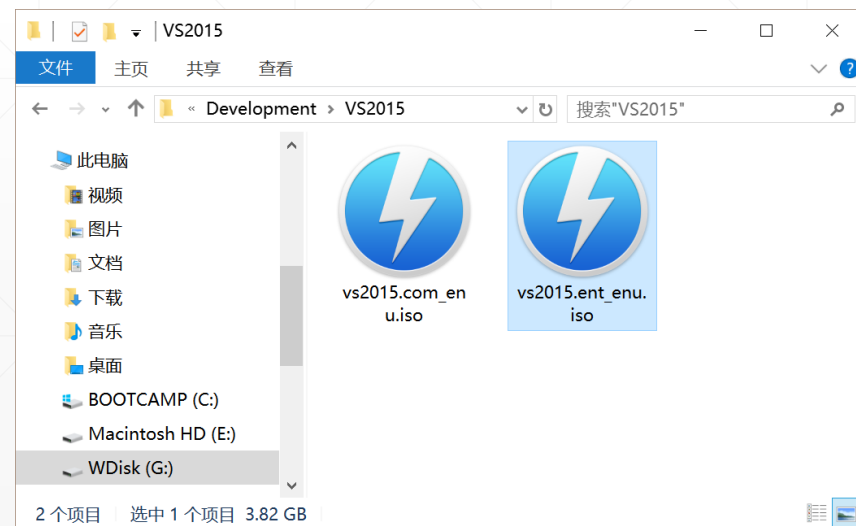 VS2015
文件 主页 共享 查看
« Development › VS2015 搜索"VS2015"
此电脑
视频
图片
文档
下载
音乐
桌面
BOOTCAMP (C:)
Macintosh HD (E:)
WDisk (G:)
vs2015.com_en
u.iso
vs2015.ent_enu.
iso
2 个项目 选中 1 个项目 3.82 GB